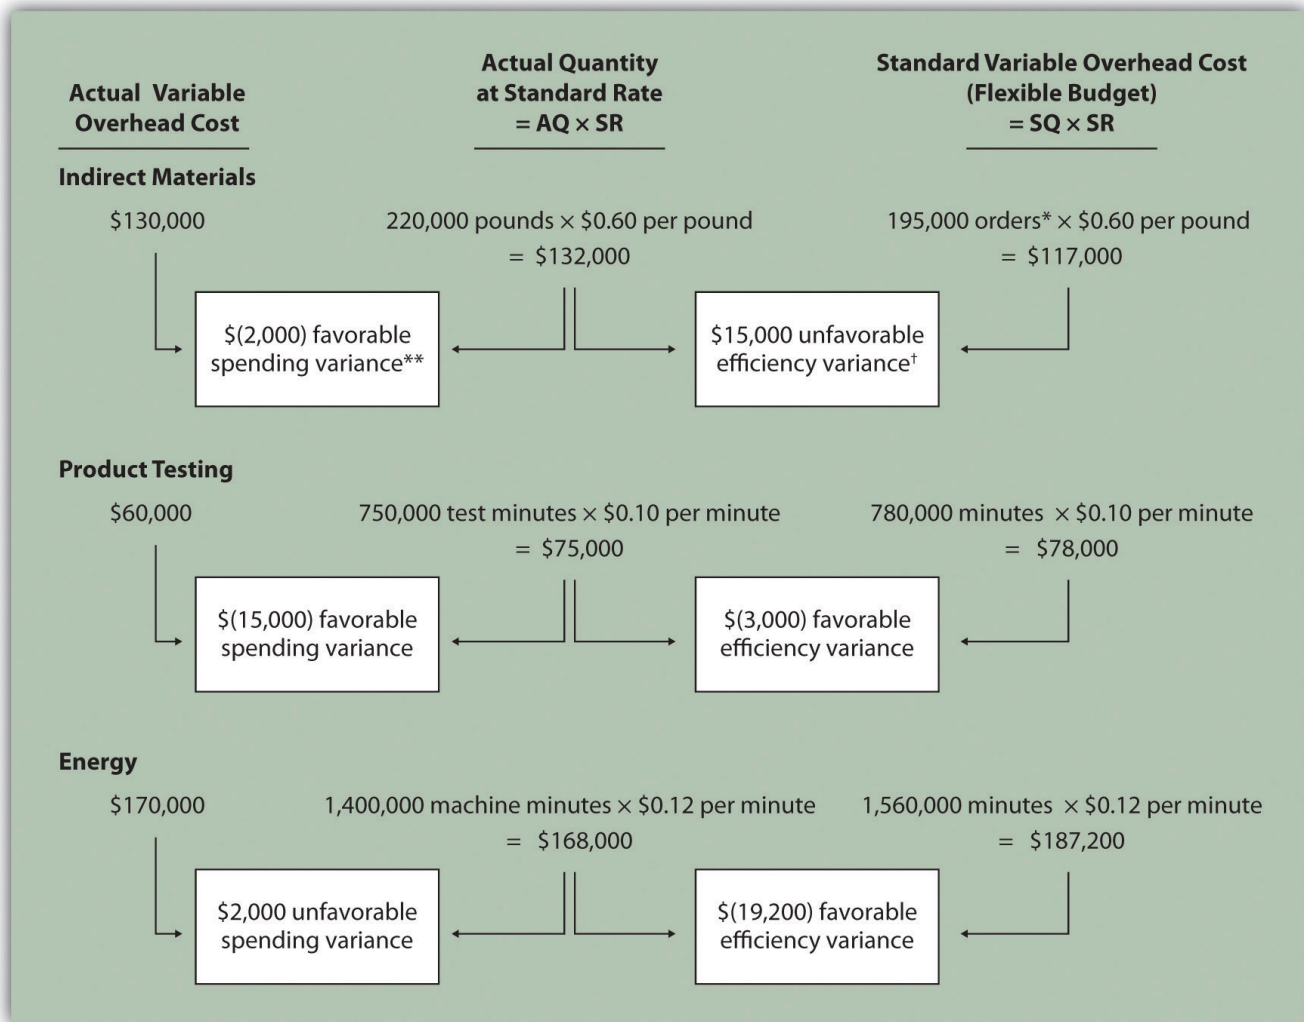 Actual Variable
Overhead Cost
Actual Quantity
at Standard Rate
= AQ × SR
Standard Variable Overhead Cost
(Flexible Budget)
= SQ × SR
Indirect Materials
$130,000
220,000 pounds × $0.60 per pound
= $132,000
195,000 orders* × $0.60 per pound
= $117,000
$(2,000) favorable
spending variance**
$15,000 unfavorable
efficiency variance†
Product Testing
$60,000
750,000 test minutes × $0.10 per minute
= $75,000
780,000 minutes × $0.10 per minute
= $78,000
$(15,000) favorable
spending variance
$(3,000) favorable
efficiency variance
Energy
$170,000
1,400,000 machine minutes × $0.12 per minute
= $168,000
1,560,000 minutes × $0.12 per minute
= $187,200
$2,000 unfavorable
spending variance
$(19,200) favorable
efficiency variance